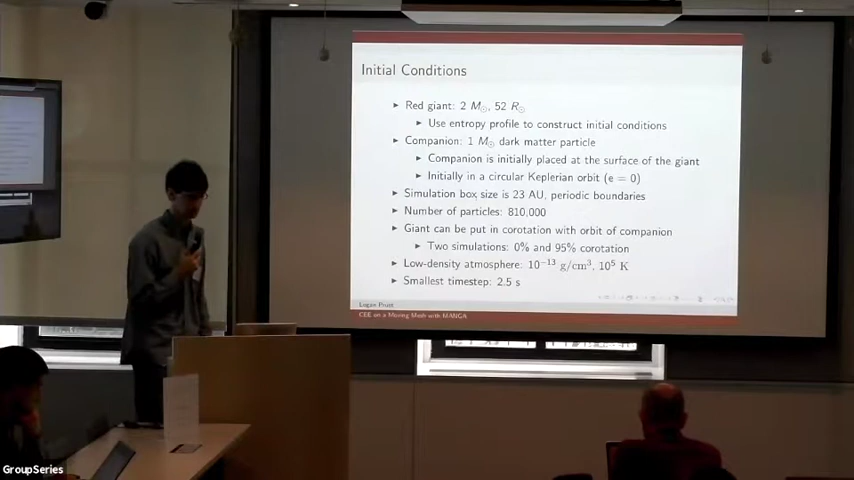 Initial Conditions
▶ Red giant: 2 M☉, 52 R☉
▶ Use entropy profile to construct initial conditions
▶ Companion: 1 M☉ dark matter particle
▶ Companion is initially placed at the surface of the giant
▶ Initially in a circular Keplerian orbit (e = 0)
▶ Simulation box size is 23 AU, periodic boundaries
▶ Number of particles: 810,000
▶ Giant can be put in corotation with orbit of companion
▶ Two simulations: 0% and 95% corotation
▶ Low-density atmosphere: 10⁻¹³ g/cm³, 10⁵ K
▶ Smallest timestep: 2.5 s
Logan Prust
CEE on a Moving Mesh with MANGA
GroupSeries